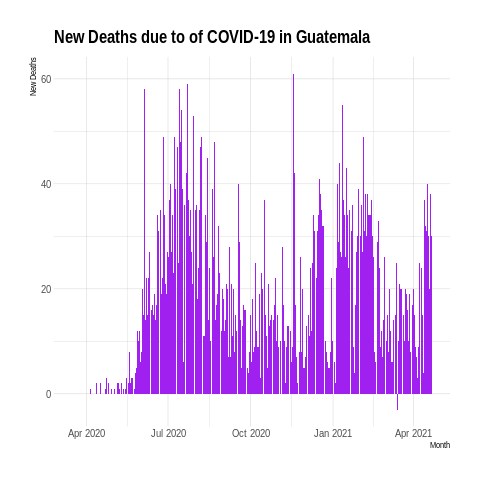 New Deaths due to of COVID-19 in Guatemala
New Deaths
60
40
20
0
Apr 2020 Jul 2020 Oct 2020 Jan 2021 Apr 2021
Month